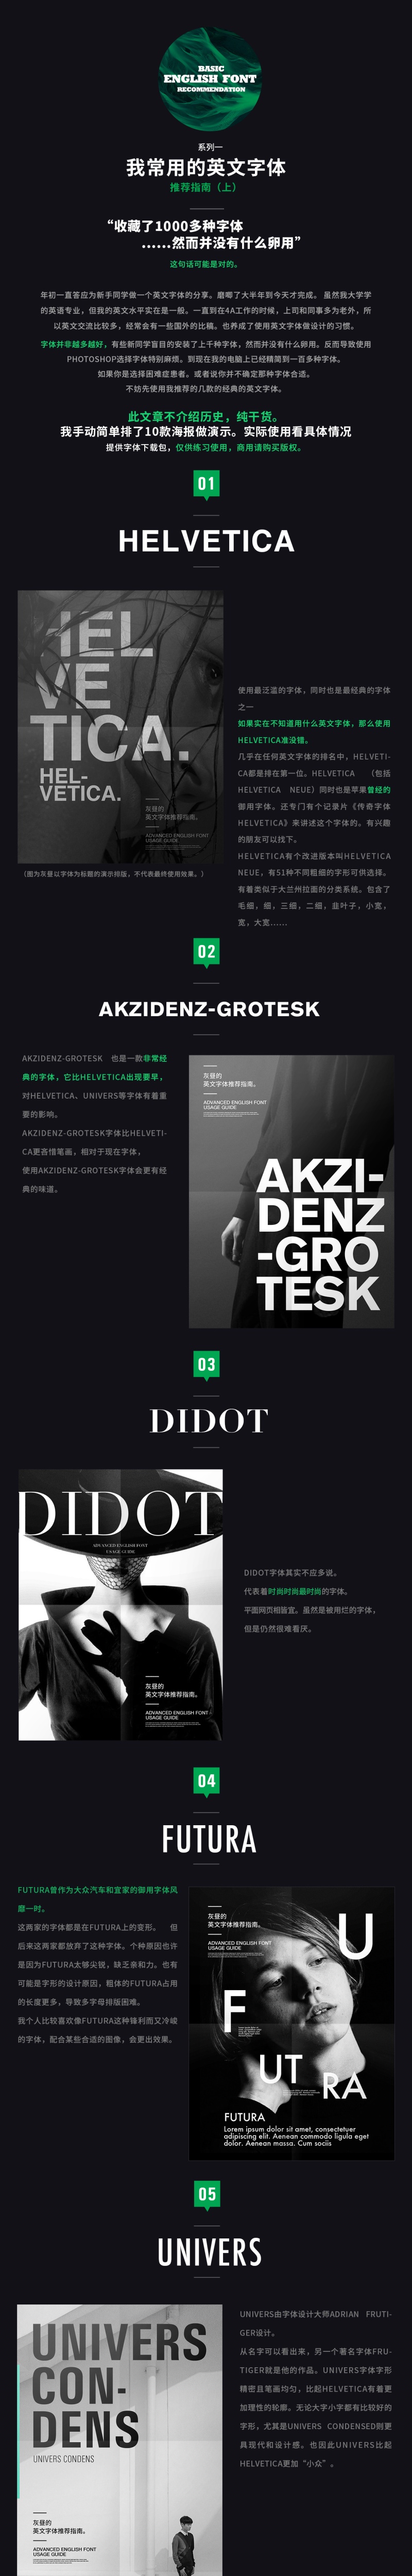 BASIC
ENGLISH FONT
RECOMMENDATION
系列一
我常用的英文字体
推荐指南（上）
“收藏了1000多种字体
......然而并没有什么卵用”
这句话可能是对的。
年初一直答应为新手同学做一个英文字体的分享。磨唧了大半年到今天才完成。 虽然我大学学
的英语专业，但我的英文水平实在是一般。一直到在4A工作的时候，上司和同事多为老外，所
以英文交流比较多，经常会有一些国外的比稿。也养成了使用英文字体做设计的习惯。
字体并非越多越好，有些新同学盲目的安装了上千种字体，然而并没有什么卵用。反而导致使用
PHOTOSHOP选择字体特别麻烦。到现在我的电脑上已经精简到一百多种字体。
如果你是选择困难症患者。或者说你并不确定那种字体合适。
不妨先使用我推荐的几款的经典的英文字体。
此文章不介绍历史，纯干货。
我手动简单排了10款海报做演示。实际使用看具体情况
提供字体下载包，仅供练习使用，商用请购买版权。
01
HELVETICA
HEL
VE
TICA.
HEL-
VETICA.
灰昼的
英文字体推荐指南。
ADVANCED ENGLISH FONT
USAGE GUIDE
（图为灰昼以字体为标题的演示排版，不代表最终使用效果。）
使用最泛滥的字体，同时也是最经典的字体
之一
如果实在不知道用什么英文字体，那么使用
HELVETICA准没错。
几乎在任何英文字体的排名中，HELVETI-
CA都是排在第一位。HELVETICA （包括
HELVETICA NEUE）同时也是苹果曾经的
御用字体。还专门有个记录片《传奇字体
HELVETICA》来讲述这个字体的。有兴趣
的朋友可以找下。
HELVETICA有个改进版本叫HELVETICA
NEUE，有51种不同粗细的字形可供选择。
有着类似于大兰州拉面的分类系统。包含了
毛细，细，三细，二细，韭叶子，小宽，
宽，大宽......
02
AKZIDENZ-GROTESK
AKZIDENZ-GROTESK 也是一款非常经
典的字体，它比HELVETICA出现要早，
对HELVETICA、UNIVERS等字体有着重
要的影响。
AKZIDENZ-GROTESK字体比HELVETI-
CA更吝惜笔画，相对于现在字体，
使用AKZIDENZ-GROTESK字体会更有经
典的味道。
灰昼的
英文字体推荐指南。
ADVANCED ENGLISH FONT
USAGE GUIDE
AKZI-
DENZ
-GRO
TESK
03
DIDOT
DIDOT
ADVANCED ENGLISH FONT
USAGE GUIDE
灰昼的
英文字体推荐指南。
ADVANCED ENGLISH FONT
USAGE GUIDE
DIDOT字体其实不应多说。
代表着时尚时尚最时尚的字体。
平面网页相皆宜。虽然是被用烂的字体，
但是仍然很难看厌。
04
FUTURA
FUTURA曾作为大众汽车和宜家的御用字体风
靡一时。
这两家的字体都是在FUTURA上的变形。 但
后来这两家都放弃了这种字体。个种原因也许
是因为FUTURA太够尖锐，缺乏亲和力。也有
可能是字形的设计原因，粗体的FUTURA占用
的长度更多，导致多字母排版困难。
我个人比较喜欢像FUTURA这种锋利而又冷峻
的字体，配合某些合适的图像，会更出效果。
灰昼的
英文字体推荐指南。
ADVANCED ENGLISH FONT
USAGE GUIDE
U
F
UT
RA
FUTURA
Lorem ipsum dolor sit amet, consectetuer
adipiscing elit. Aenean commodo ligula eget
dolor. Aenean massa. Cum sociis
05
UNIVERS
UNIVERS
CON-
DENS
UNIVERS CONDENS
灰昼的
英文字体推荐指南。
ADVANCED ENGLISH FONT
USAGE GUIDE
UNIVERS由字体设计大师ADRIAN FRUTI-
GER设计。
从名字可以看出来，另一个著名字体FRU-
TIGER就是他的作品。UNIVERS字体字形
精密且笔画均匀，比起HELVETICA有着更
加理性的轮廓。无论大字小字都有比较好的
字形，尤其是UNIVERS CONDENSED则更
具现代和设计感。也因此UNIVERS比起
HELVETICA更加“小众”。